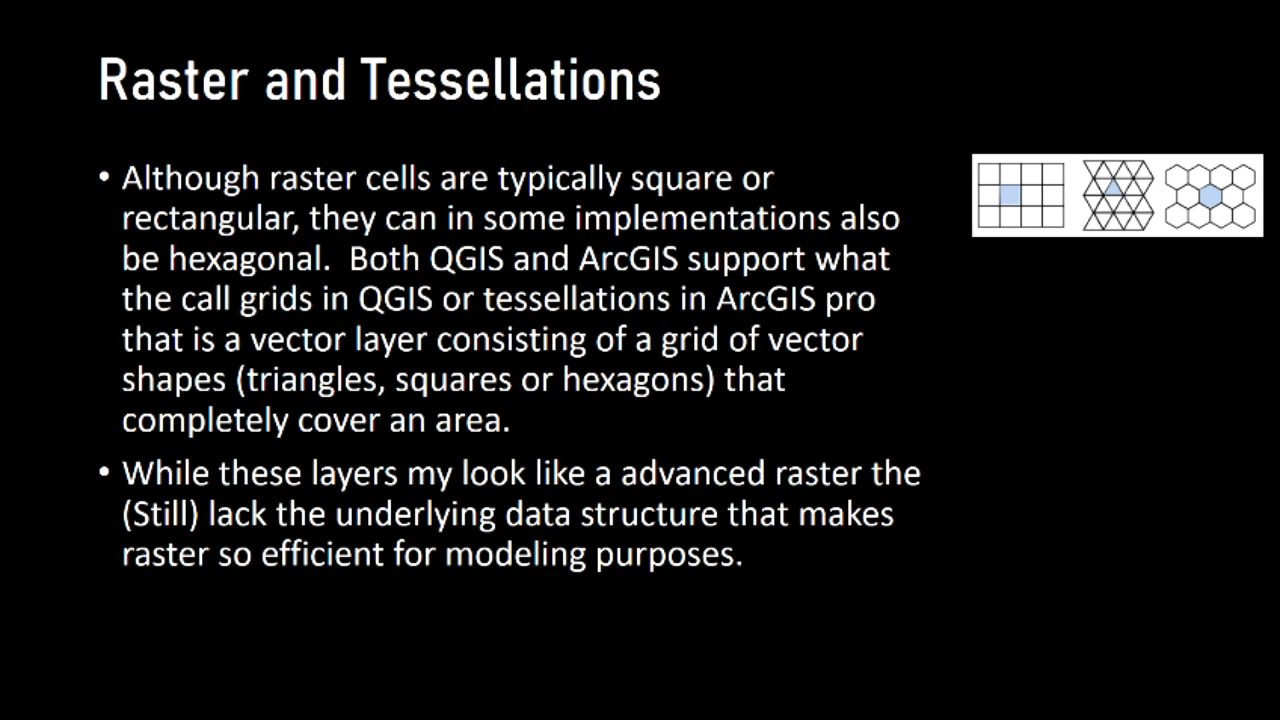 Raster and Tessellations
• Although raster cells are typically square or
rectangular, they can in some implementations also
be hexagonal.  Both QGIS and ArcGIS support what
the call grids in QGIS or tessellations in ArcGIS pro
that is a vector layer consisting of a grid of vector
shapes (triangles, squares or hexagons) that
completely cover an area.
• While these layers my look like a advanced raster the
(Still) lack the underlying data structure that makes
raster so efficient for modeling purposes.